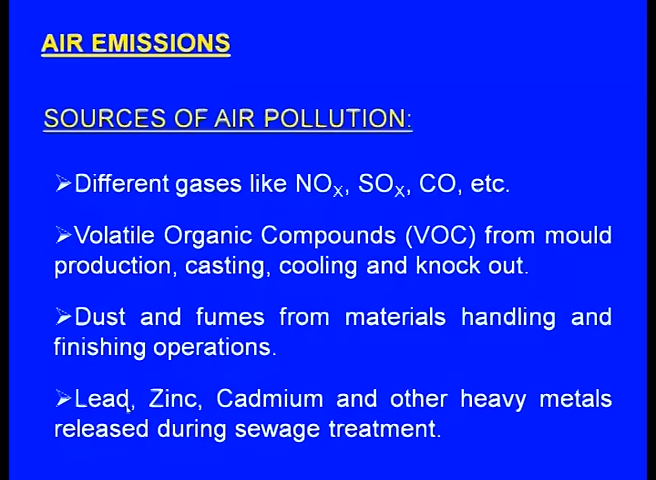 AIR EMISSIONS
SOURCES OF AIR POLLUTION:
➢Different gases like NOₓ, SOₓ, CO, etc.
➢Volatile Organic Compounds (VOC) from mould
production, casting, cooling and knock out.
➢Dust and fumes from materials handling and
finishing operations.
➢Lead, Zinc, Cadmium and other heavy metals
released during sewage treatment.